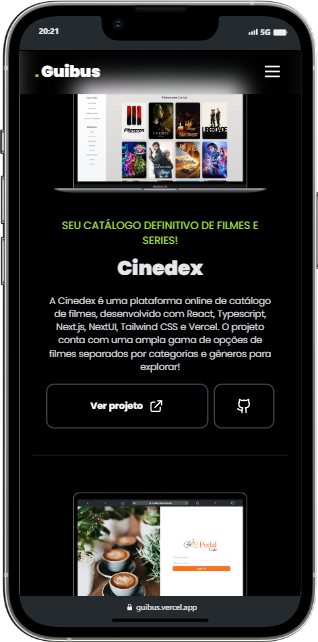 20:21
5G
.Guibus
SEU CATÁLOGO DEFINITIVO DE FILMES E
SERIES!
Cinedex
A Cinedex é uma plataforma online de catálogo
de filmes, desenvolvido com React, Typescript,
Next.js, NextUI, Tailwind CSS e Vercel. O projeto
conta com uma ampla gama de opções de
filmes separados por categorias e gêneros para
explorar!
Ver projeto
Pedal
guibus.vercel.app